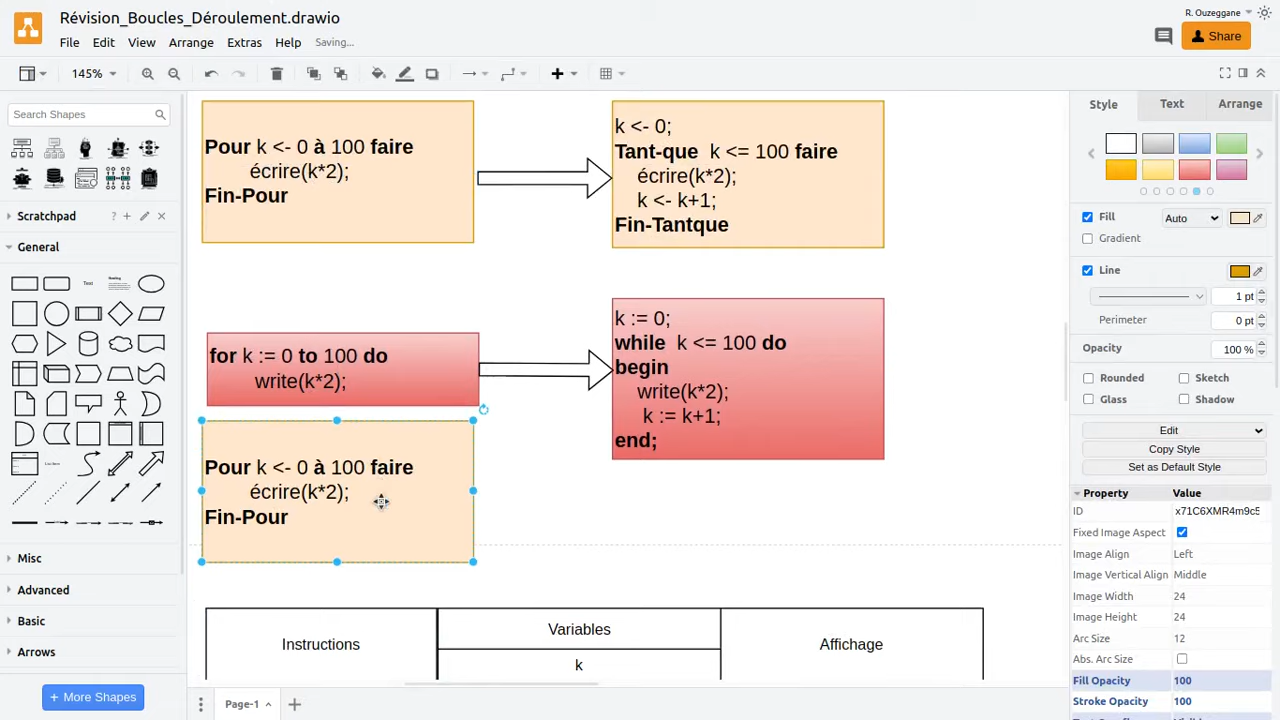 Révision_Boucles_Déroulement.drawio
R. Ouzeggane
File Edit View Arrange Extras Help Saving...
Share
145%
Search Shapes
Scratchpad
General
Text
Heading
List Item
Misc
Advanced
Basic
Arrows
+ More Shapes
Pour k <- 0 à 100 faire
écrire(k*2);
Fin-Pour
k <- 0;
Tant-que k <= 100 faire
écrire(k*2);
k <- k+1;
Fin-Tantque
for k := 0 to 100 do
write(k*2);
k := 0;
while k <= 100 do
begin
write(k*2);
k := k+1;
end;
Pour k <- 0 à 100 faire
écrire(k*2);
Fin-Pour
Instructions
Variables
k
Affichage
Page-1
Style Text Arrange
Fill Auto
Gradient
Line
1 pt
Perimeter 0 pt
Opacity 100 %
Rounded Sketch
Glass Shadow
Edit
Copy Style
Set as Default Style
Property Value
ID x71C6XMR4m9c5
Fixed Image Aspect
Image Align Left
Image Vertical Align Middle
Image Width 24
Image Height 24
Arc Size 12
Abs. Arc Size
Fill Opacity 100
Stroke Opacity 100